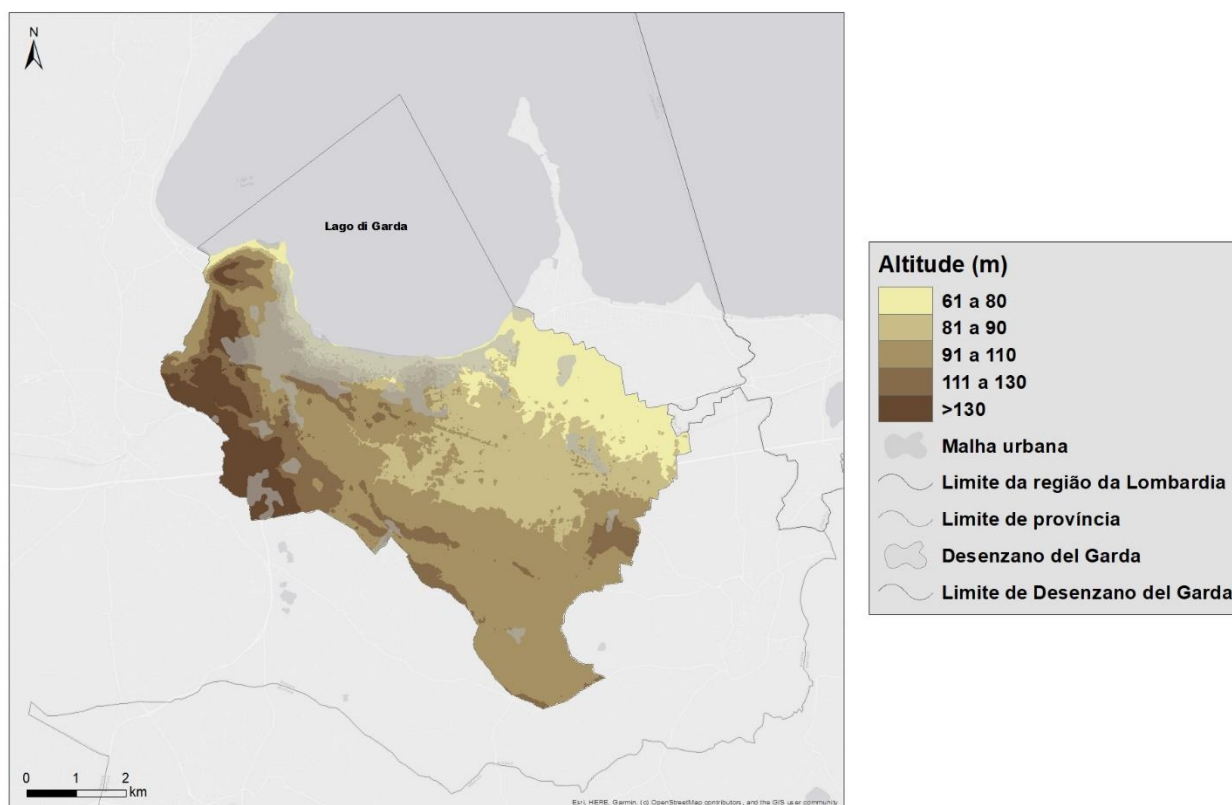 N
Lago di Garda
0 1 2
km
Esri, HERE, Garmin, (c) OpenStreetMap contributors, and the GIS user community
Altitude (m)
61 a 80
81 a 90
91 a 110
111 a 130
>130
Malha urbana
Limite da região da Lombardia
Limite de província
Desenzano del Garda
Limite de Desenzano del Garda